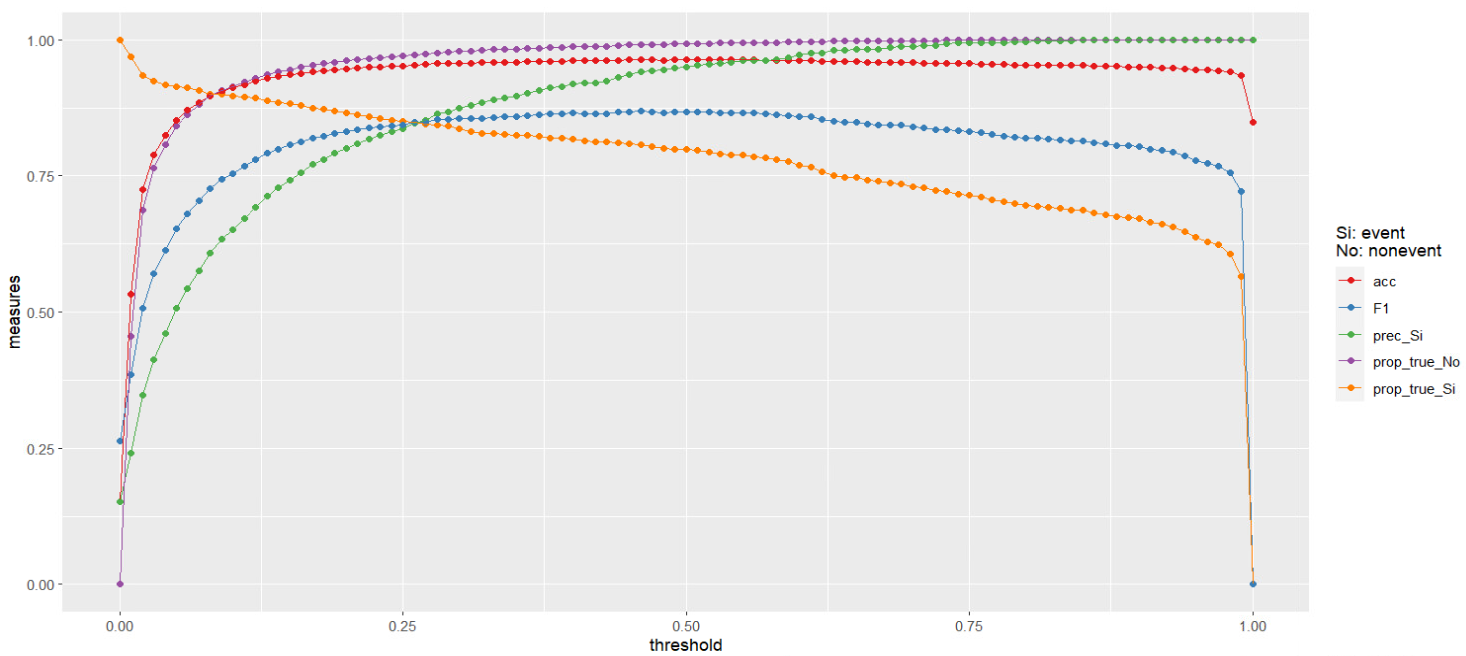 1.00
0.75
0.50
0.25
0.00
measures
0.00 0.25 0.50 0.75 1.00
threshold
Si: event
No: nonevent
acc
F1
prec_Si
prop_true_No
prop_true_Si